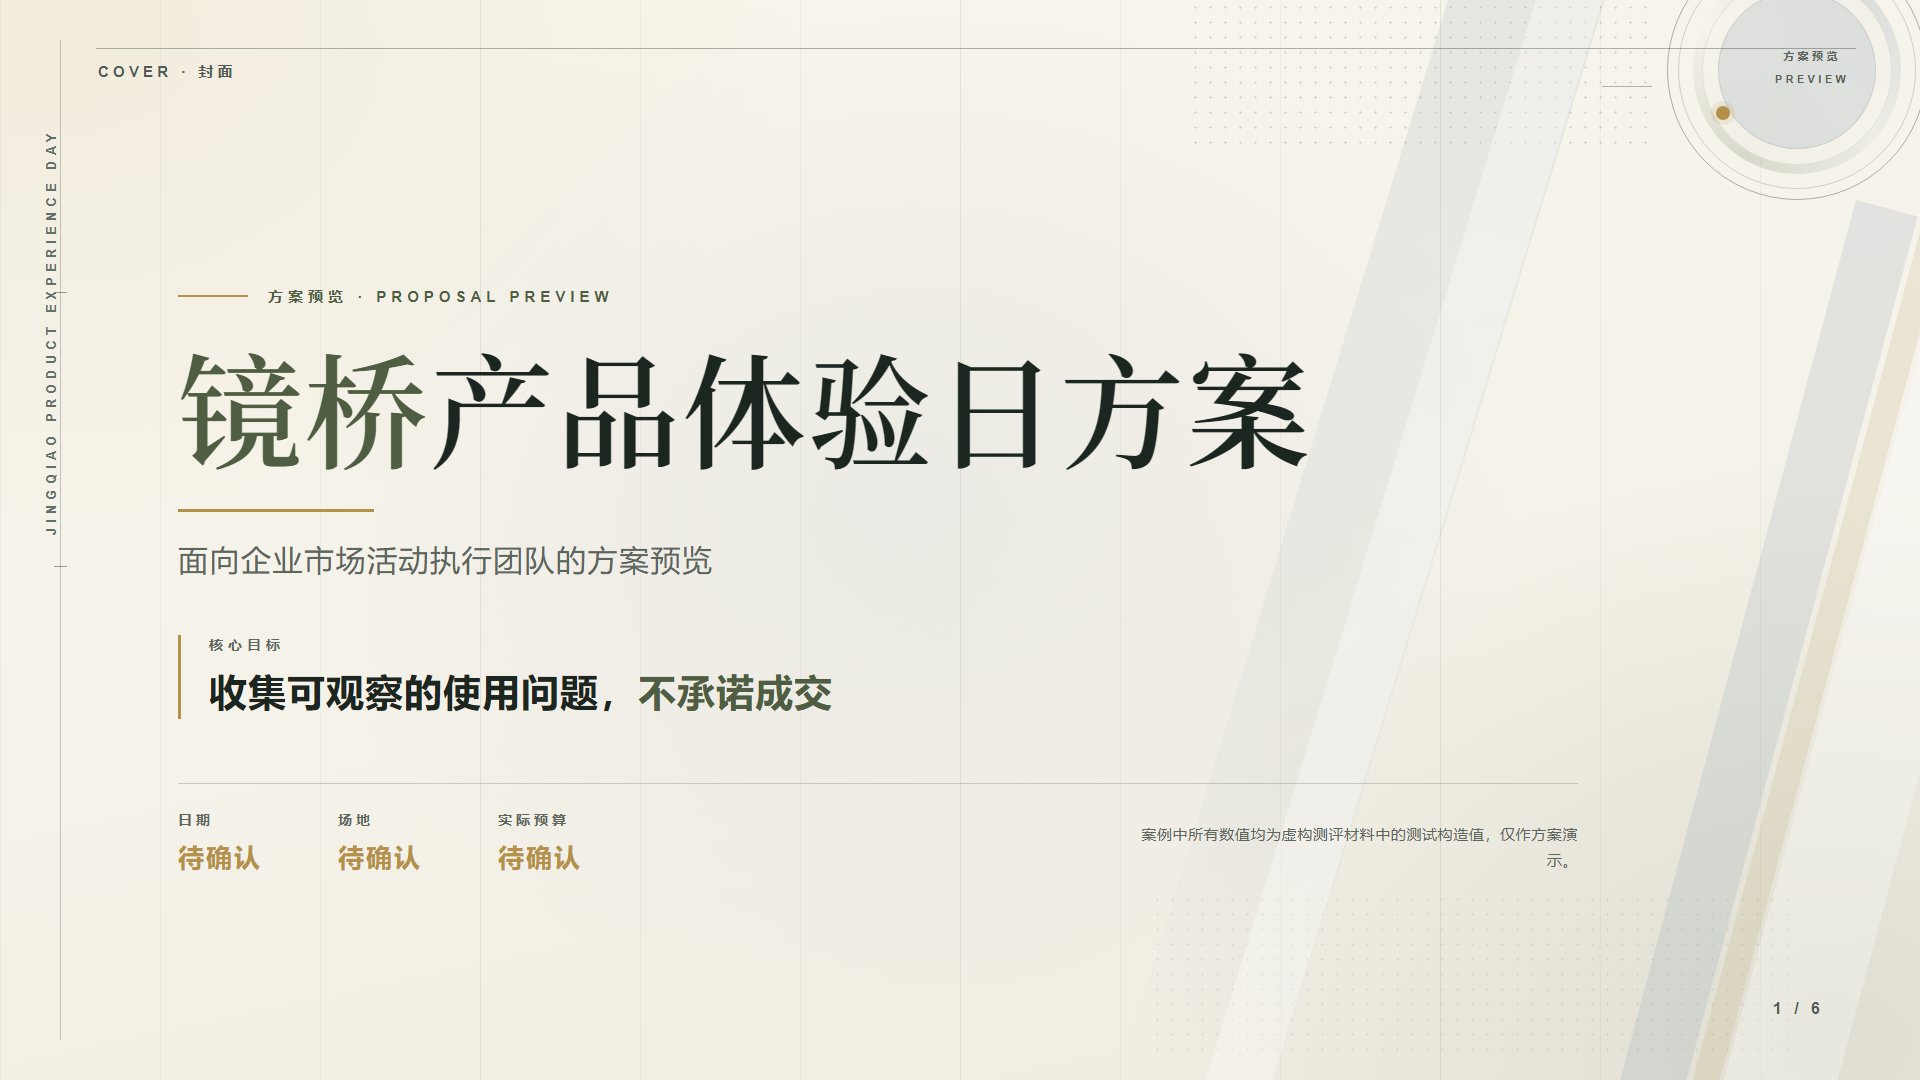 COVER · 封面
方案预览
PREVIEW
JINGQIAO PRODUCT EXPERIENCE DAY
方案预览 · PROPOSAL PREVIEW
镜桥产品体验日方案
面向企业市场活动执行团队的方案预览
核心目标
收集可观察的使用问题，不承诺成交
日期
待确认
场地
待确认
实际预算
待确认
案例中所有数值均为虚构测评材料中的测试构造值，仅作方案演
示。
1 / 6